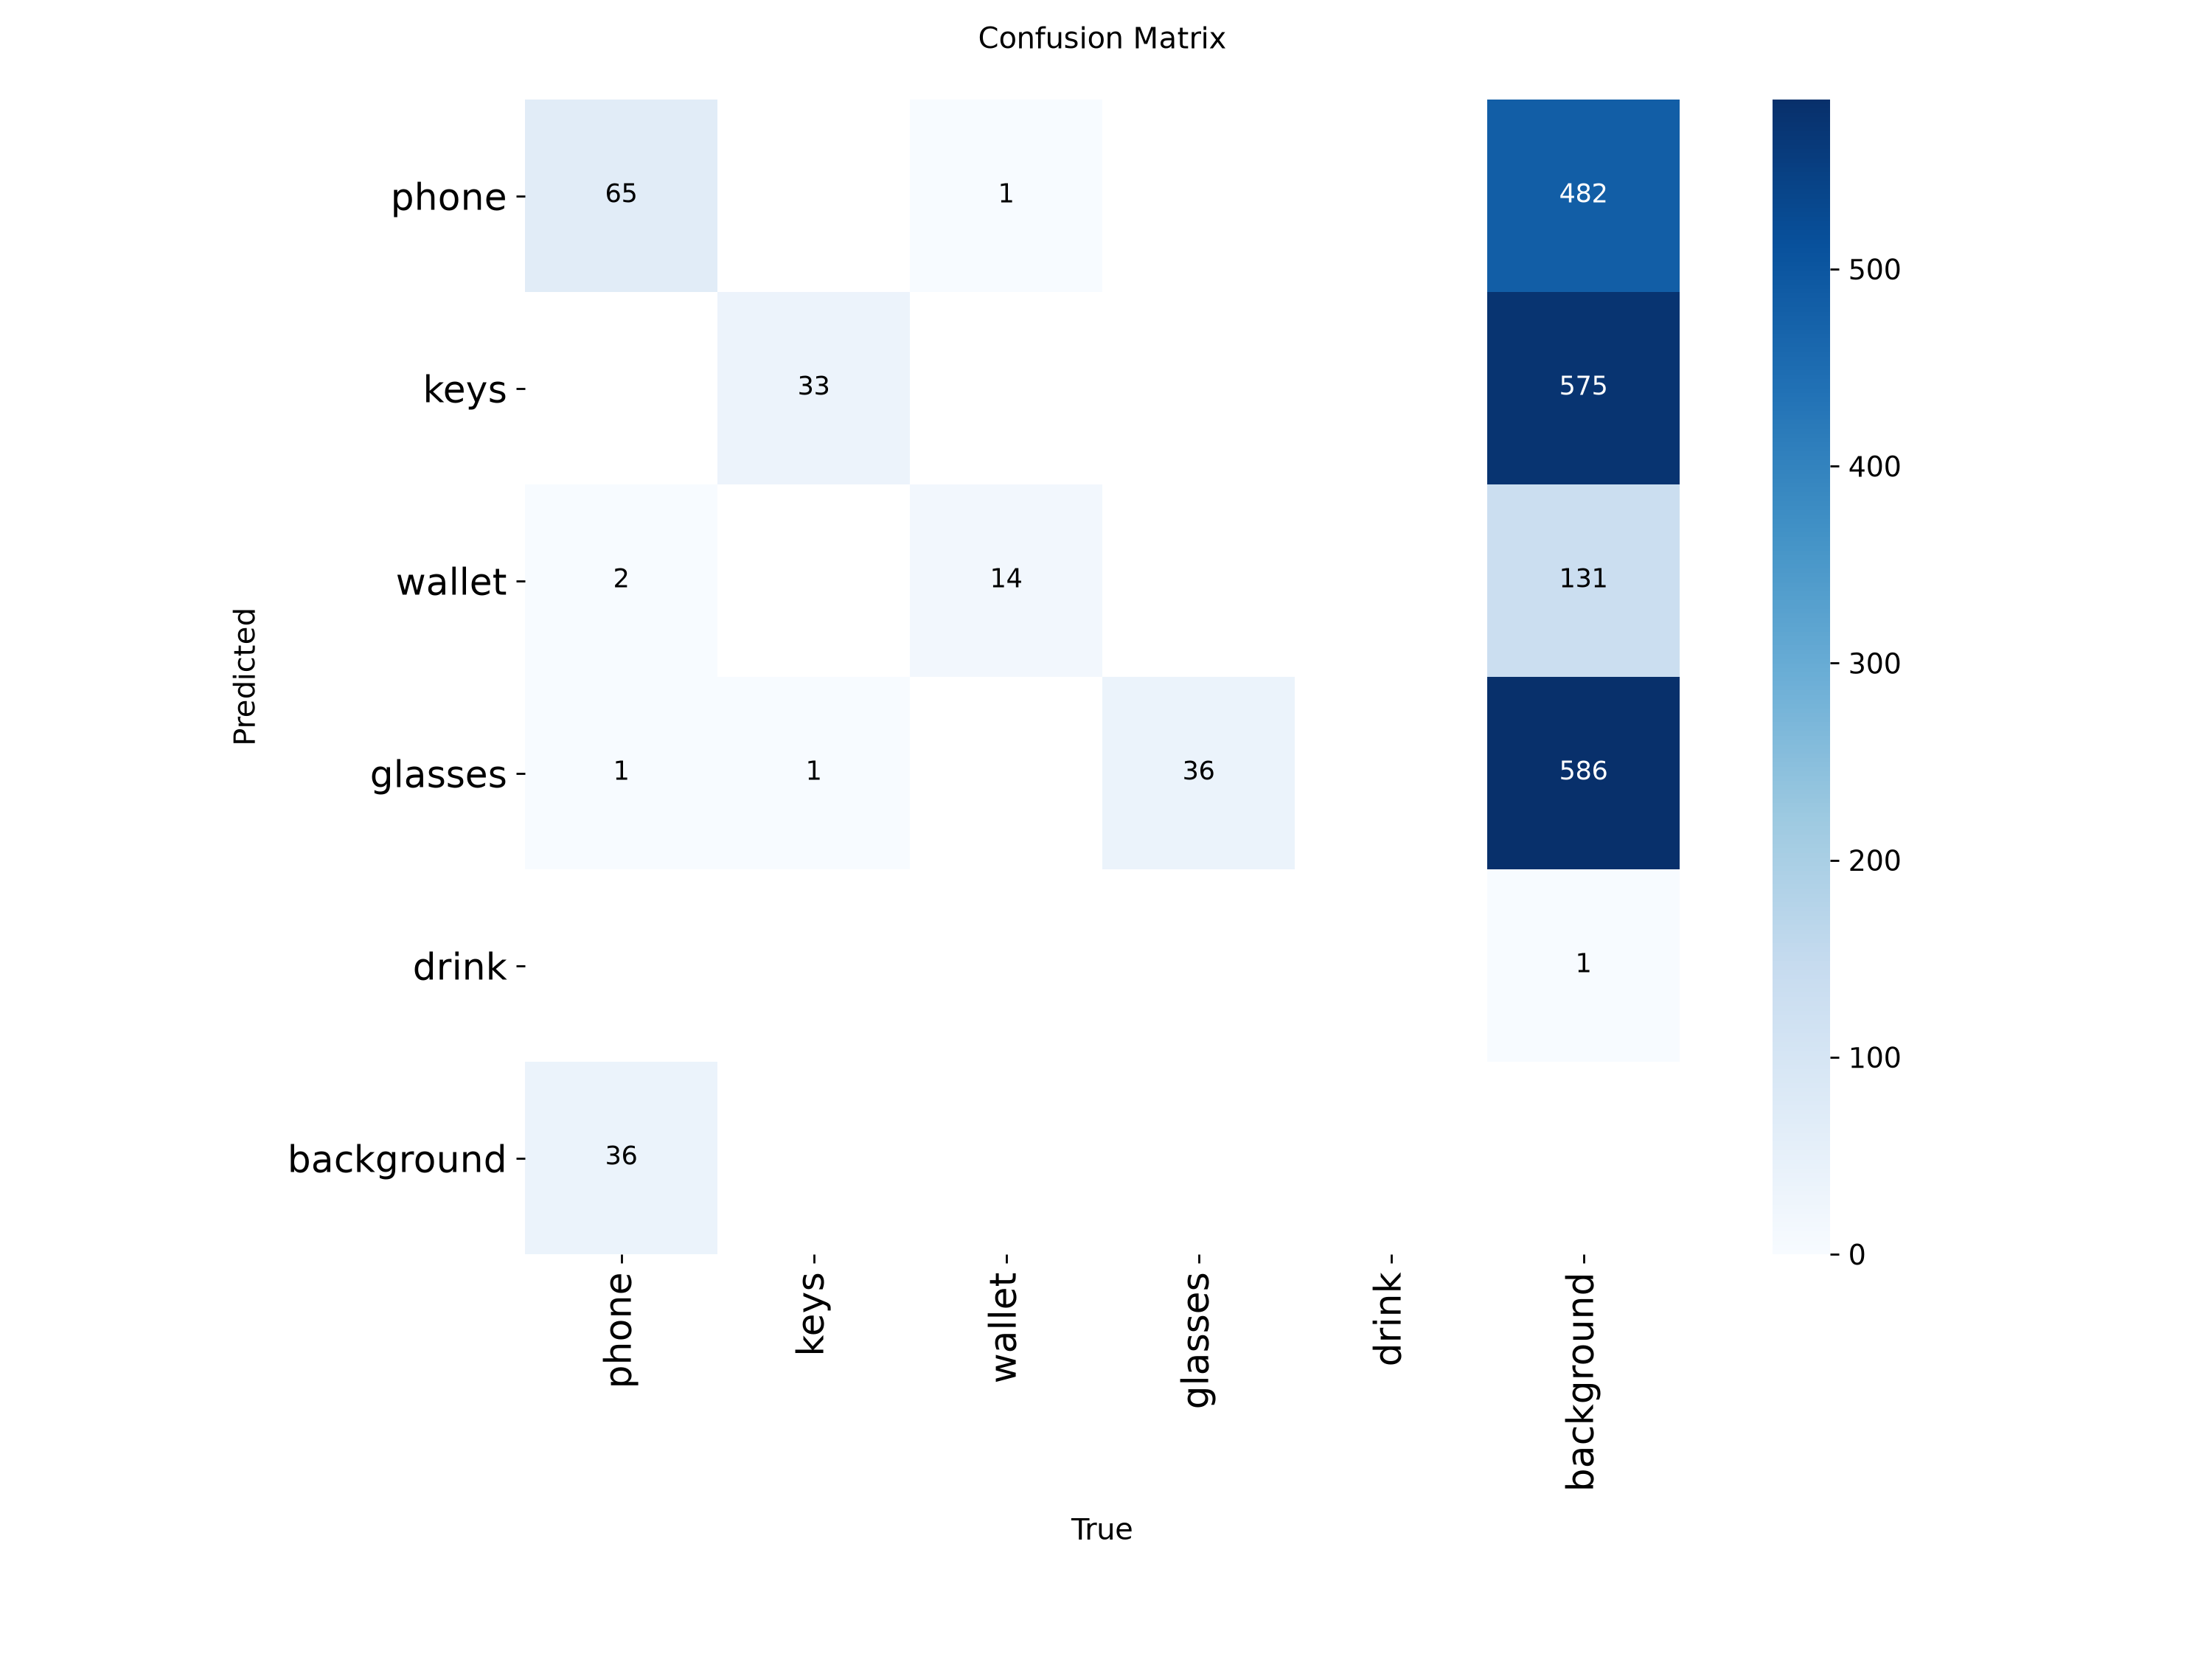 Confusion Matrix
phone
65
1
482
keys
33
575
wallet
2
14
131
glasses
1
1
36
586
drink
1
background
36
phone
keys
wallet
glasses
drink
background
Predicted
True
500
400
300
200
100
0